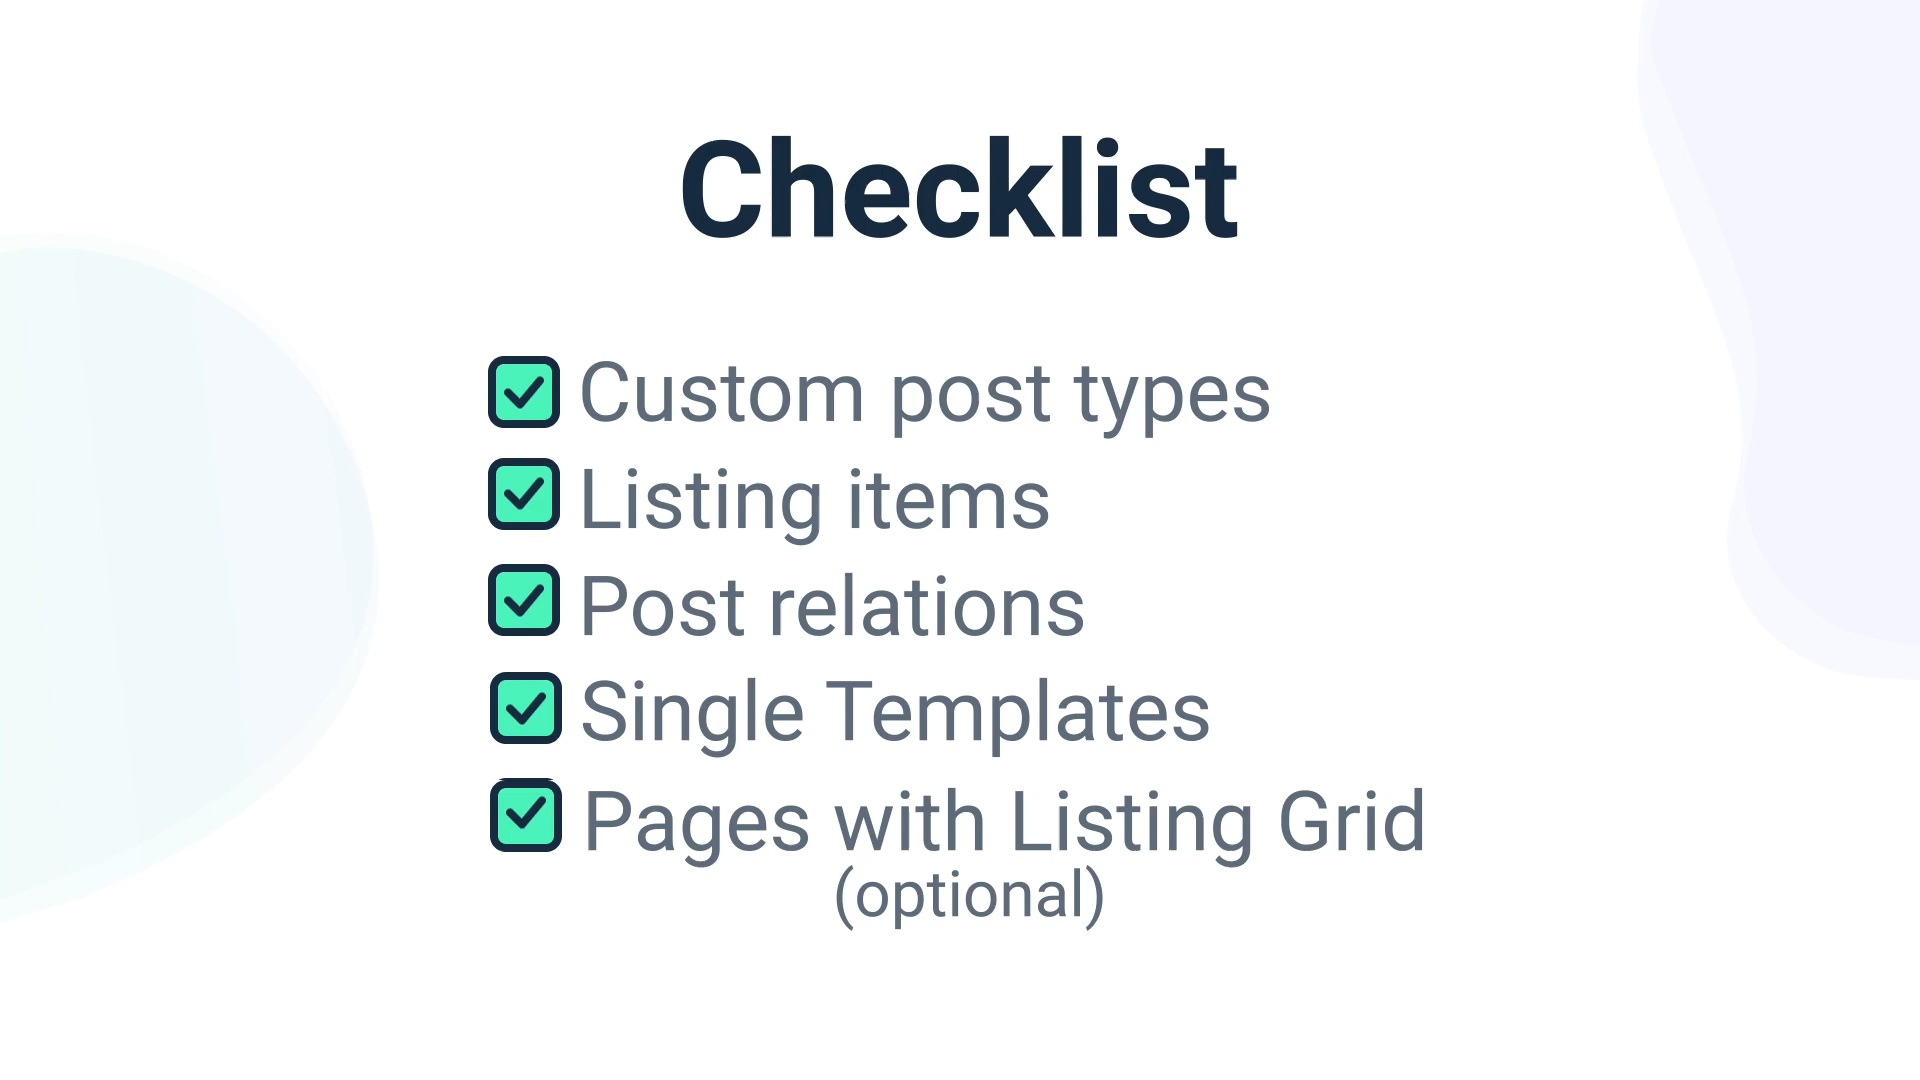 Checklist
Custom post types
Listing items
Post relations
Single Templates
Pages with Listing Grid
(optional)